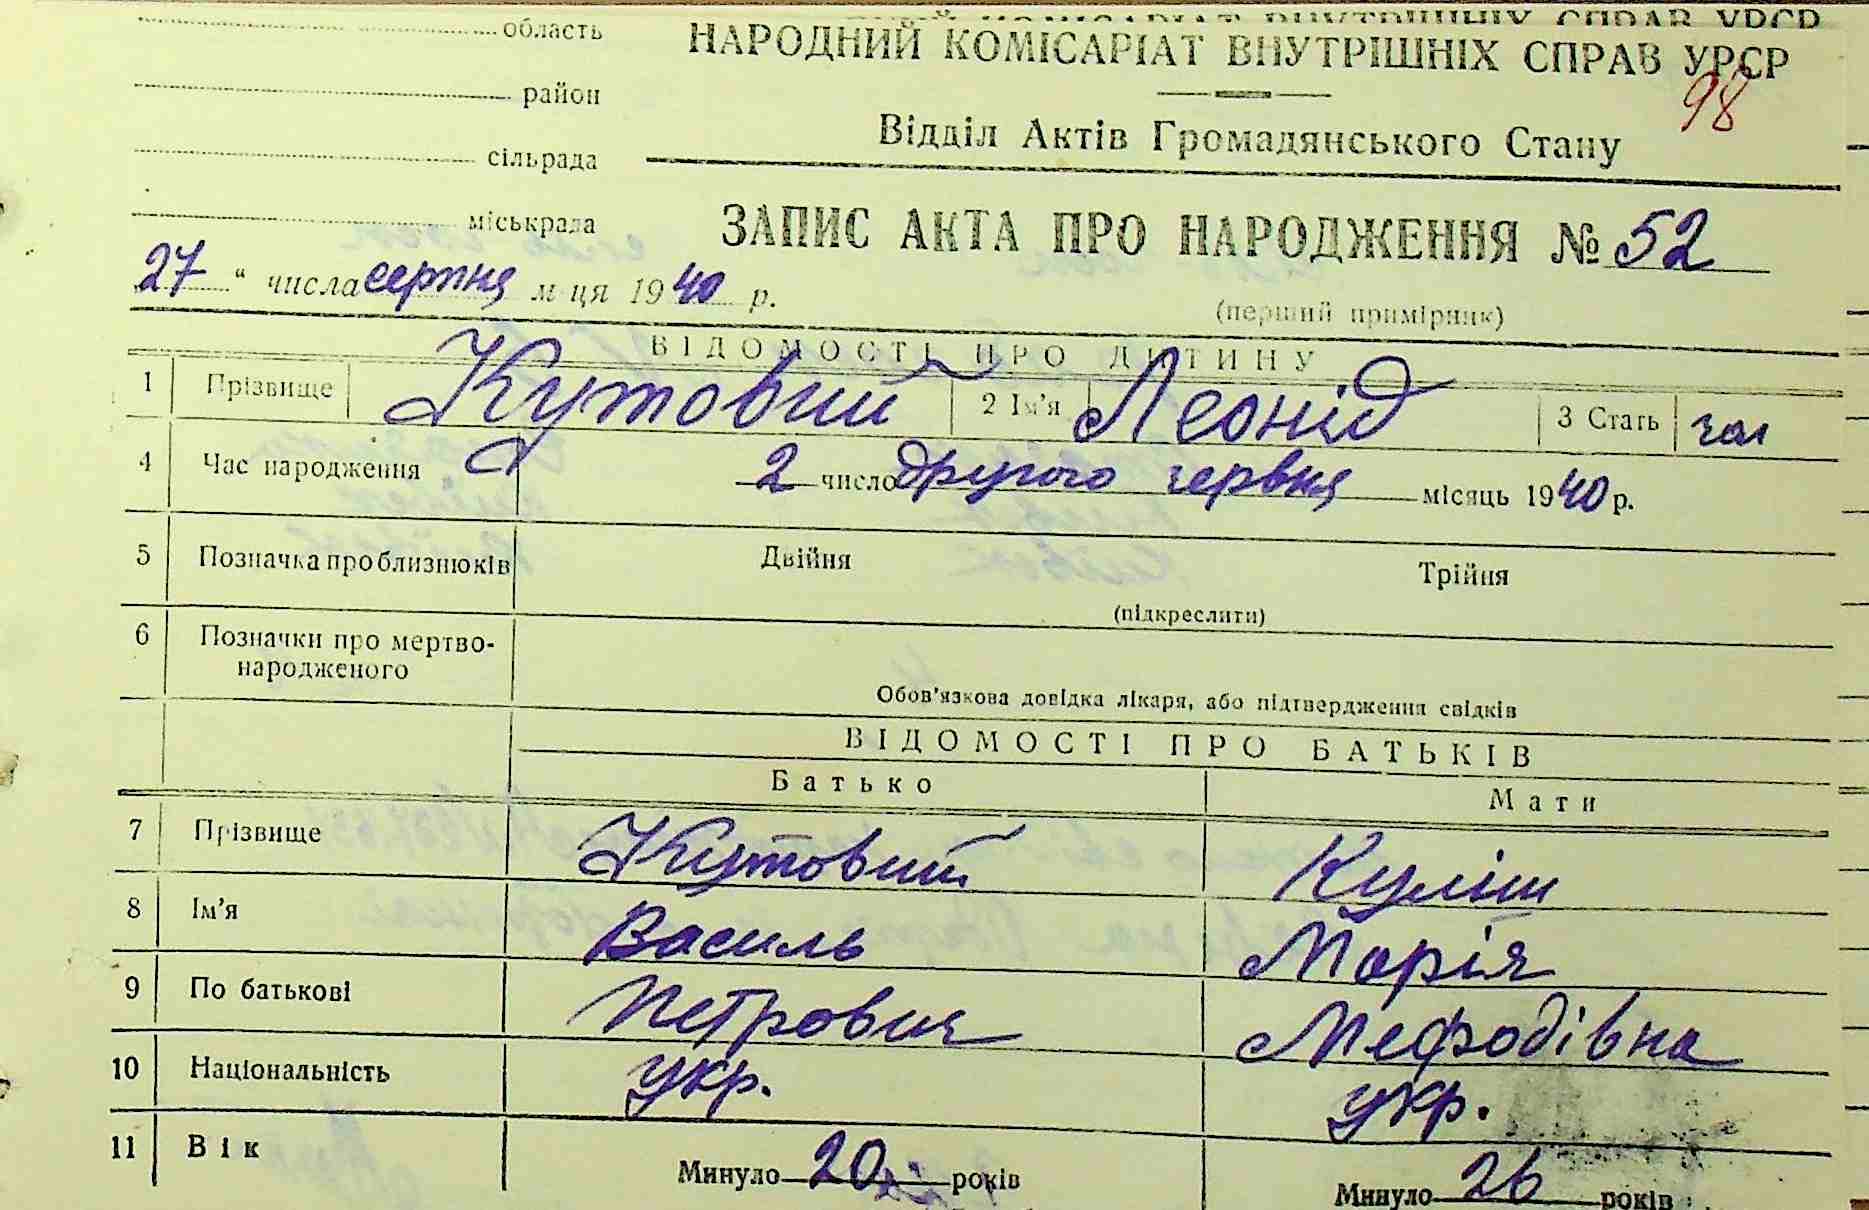 область
район
сільрада
міськрада
НАРОДНИЙ КОМІСАРІАТ ВНУТРІШНІХ СПРАВ УРСР
98
Відділ Актів Громадянського Стану
ЗАПИС АКТА ПРО НАРОДЖЕННЯ № 52
27 " числа серпня м-ця 1940 р.
(перший примірник)
ВІДОМОСТІ ПРО ДИТИНУ
1 Прізвище Кутовий 2 Ім'я Леонід 3 Стать чол
4 Час народження 2 число другого червня місяць 1940 р.
5 Позначка про близнюків Двійня Трійня
(підкреслити)
6 Позначки про мертво-
народженого
Обов'язкова довідка лікаря, або підтвердження свідків
ВІДОМОСТІ ПРО БАТЬКІВ
Батько Мати
7 Прізвище Кутовий Куліш
8 Ім'я Василь Марія
9 По батькові Петрович Мефодівна
10 Національність укр. укр.
11 Вік Минуло 20 років Минуло 26 років